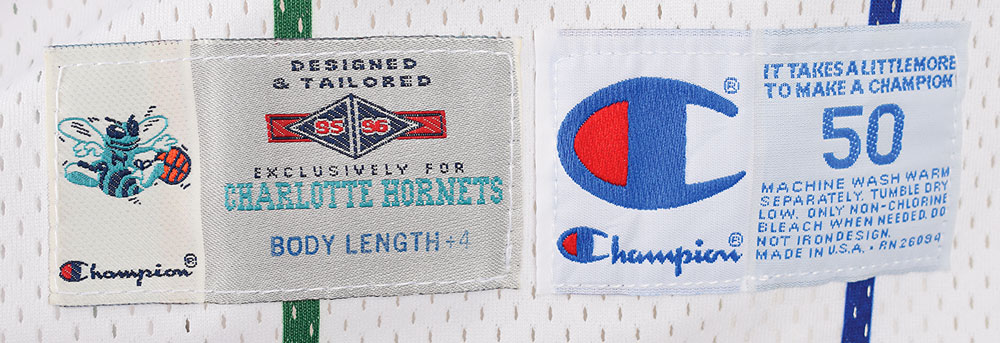 DESIGNED
& TAILORED
95 96
EXCLUSIVELY FOR
CHARLOTTE HORNETS
BODY LENGTH +4
Champion®
®
IT TAKES A LITTLE MORE
TO MAKE A CHAMPION
50
MACHINE WASH WARM
SEPARATELY. TUMBLE DRY
LOW. ONLY NON-CHLORINE
BLEACH WHEN NEEDED. DO
NOT IRON DESIGN.
MADE IN U.S.A. • RN26094
Champion®